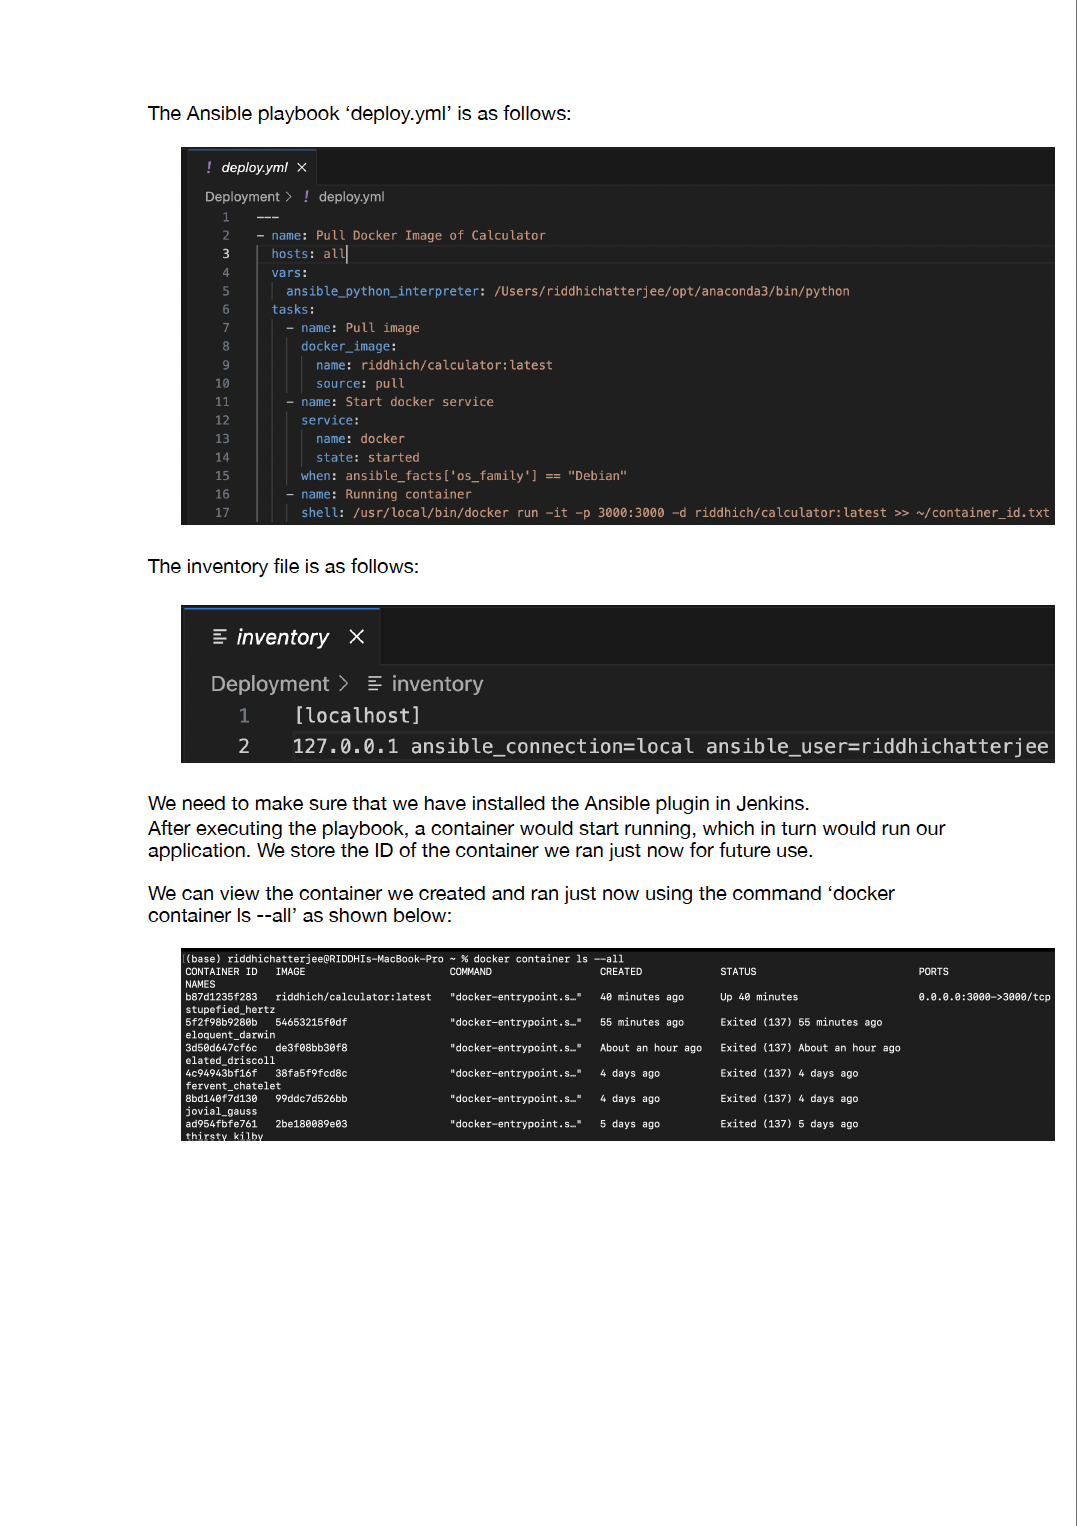 The Ansible playbook ‘deploy.yml’ is as follows:
! deploy.yml ×
Deployment > ! deploy.yml
1 ---
2 - name: Pull Docker Image of Calculator
3 hosts: all
4 vars:
5 ansible_python_interpreter: /Users/riddhichatterjee/opt/anaconda3/bin/python
6 tasks:
7 - name: Pull image
8 docker_image:
9 name: riddhich/calculator:latest
10 source: pull
11 - name: Start docker service
12 service:
13 name: docker
14 state: started
15 when: ansible_facts['os_family'] == "Debian"
16 - name: Running container
17 shell: /usr/local/bin/docker run -it -p 3000:3000 -d riddhich/calculator:latest >> ~/container_id.txt
The inventory file is as follows:
inventory ×
Deployment > inventory
1 [localhost]
2 127.0.0.1 ansible_connection=local ansible_user=riddhichatterjee
We need to make sure that we have installed the Ansible plugin in Jenkins.
After executing the playbook, a container would start running, which in turn would run our
application. We store the ID of the container we ran just now for future use.
We can view the container we created and ran just now using the command ‘docker
container ls --all’ as shown below:
[(base) riddhichatterjee@RIDDHIs-MacBook-Pro ~ % docker container ls --all
CONTAINER ID IMAGE COMMAND CREATED STATUS PORTS
NAMES
b87d1235f283 riddhich/calculator:latest "docker-entrypoint.s…" 40 minutes ago Up 40 minutes 0.0.0.0:3000->3000/tcp
stupefied_hertz
5f2f98b9280b 54653215f0df "docker-entrypoint.s…" 55 minutes ago Exited (137) 55 minutes ago
eloquent_darwin
3d50d647cf6c de3f08bb30f8 "docker-entrypoint.s…" About an hour ago Exited (137) About an hour ago
elated_driscoll
4c94943bf16f 38fa5f9fcd8c "docker-entrypoint.s…" 4 days ago Exited (137) 4 days ago
fervent_chatelet
8bd140f7d130 99ddc7d526bb "docker-entrypoint.s…" 4 days ago Exited (137) 4 days ago
jovial_gauss
ad954fbfe761 2be180089e03 "docker-entrypoint.s…" 5 days ago Exited (137) 5 days ago
thirsty_kilby